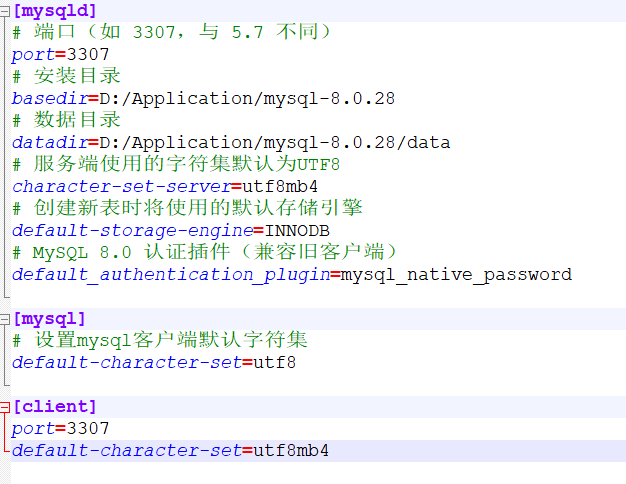 [mysqld]
# 端口（如 3307，与 5.7 不同）
port=3307
# 安装目录
basedir=D:/Application/mysql-8.0.28
# 数据目录
datadir=D:/Application/mysql-8.0.28/data
# 服务端使用的字符集默认为UTF8
character-set-server=utf8mb4
# 创建新表时将使用的默认存储引擎
default-storage-engine=INNODB
# MySQL 8.0 认证插件（兼容旧客户端）
default_authentication_plugin=mysql_native_password
[mysql]
# 设置mysql客户端默认字符集
default-character-set=utf8
[client]
port=3307
default-character-set=utf8mb4